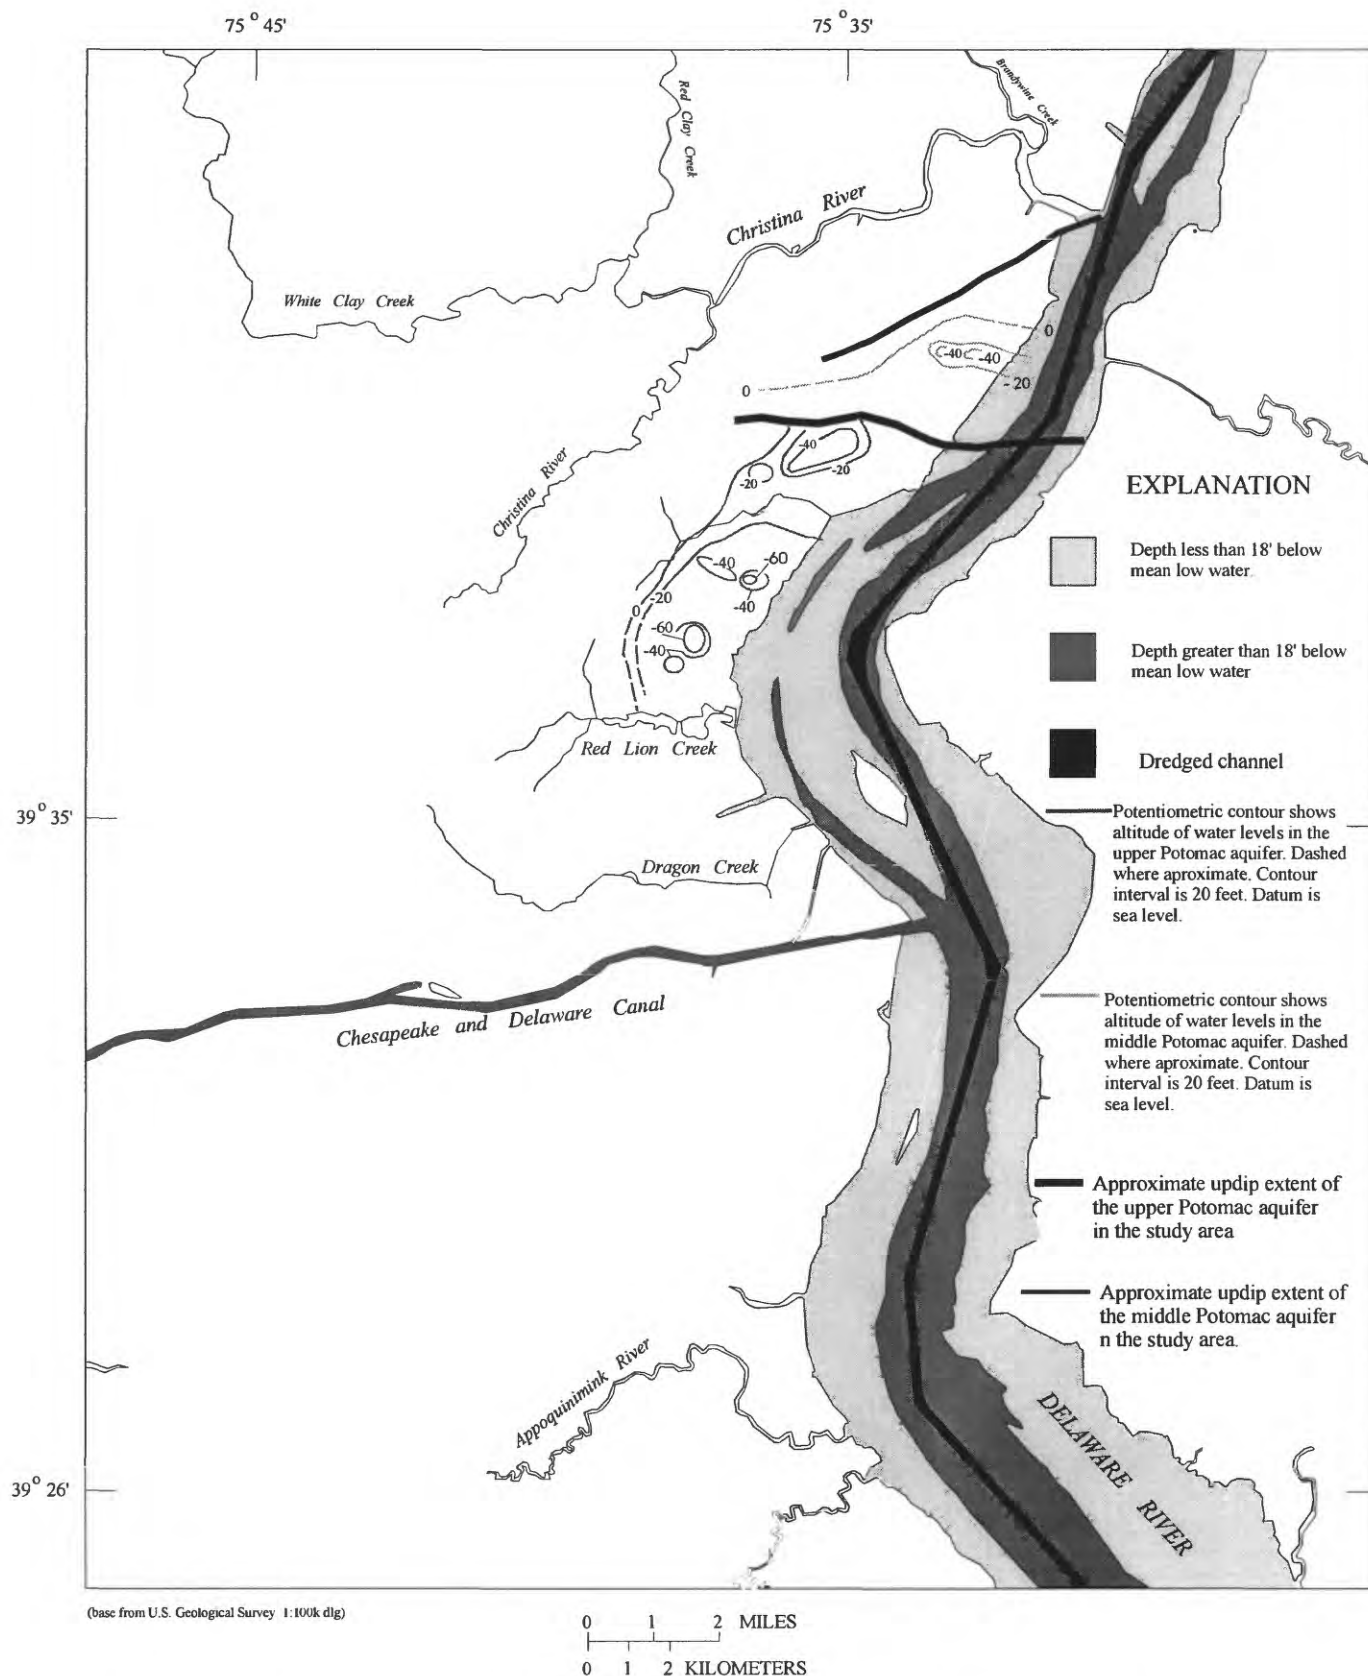 75 ° 45'
75 ° 35'
Brandywine Creek
Red Clay Creek
Christina River
White Clay Creek
0
-40
-40
- 20
0
Christina River
-40
-20
-20
EXPLANATION
Depth less than 18' below
mean low water
-40
-60
-20
-40
0
-60
-40
Depth greater than 18' below
mean low water
Red Lion Creek
Dredged channel
39° 35'
Potentiometric contour shows
altitude of water levels in the
upper Potomac aquifer. Dashed
where aproximate. Contour
interval is 20 feet. Datum is
sea level.
Dragon Creek
Chesapeake and Delaware Canal
Potentiometric contour shows
altitude of water levels in the
middle Potomac aquifer. Dashed
where aproximate. Contour
interval is 20 feet. Datum is
sea level.
Approximate updip extent of
the upper Potomac aquifer
in the study area
Approximate updip extent of
the middle Potomac aquifer
n the study area.
Appoquinimink River
DELAWARE RIVER
39° 26'
(base from U.S. Geological Survey 1:100k dlg)
0 1 2 MILES
0 1 2 KILOMETERS